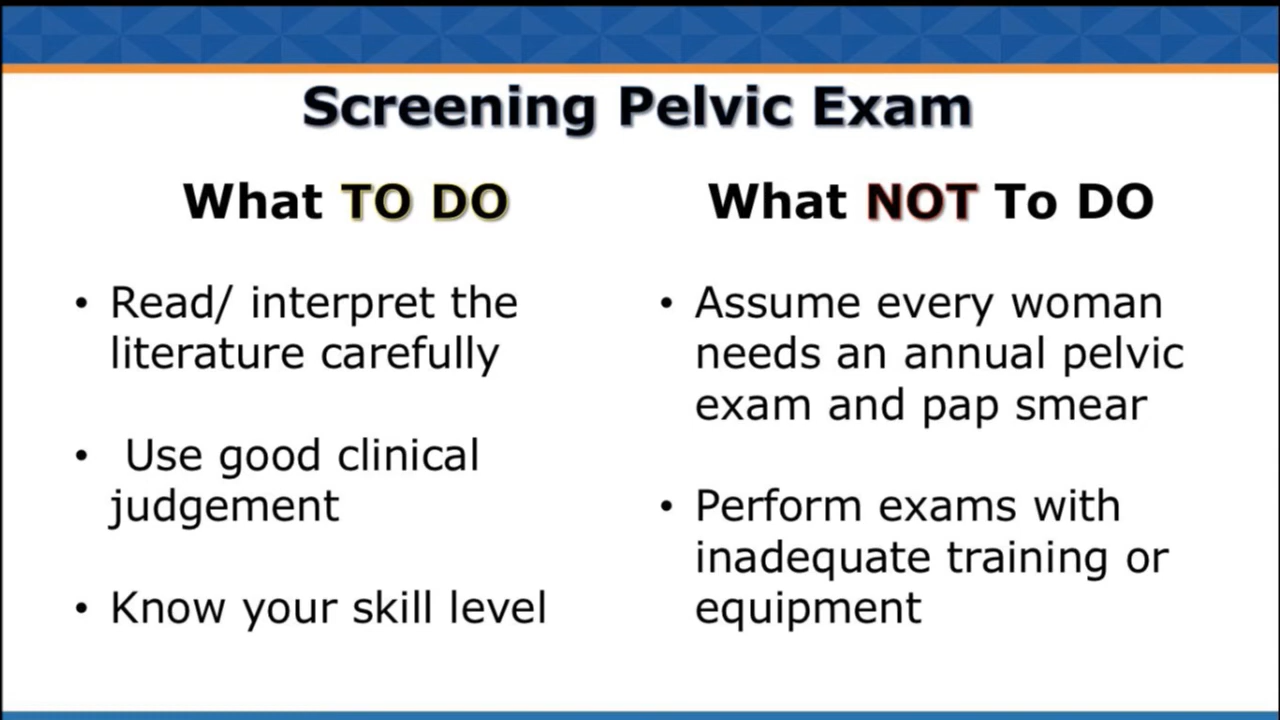 Screening Pelvic Exam
What TO DO
• Read/ interpret the
literature carefully
• Use good clinical
judgement
• Know your skill level
What NOT To DO
• Assume every woman
needs an annual pelvic
exam and pap smear
• Perform exams with
inadequate training or
equipment